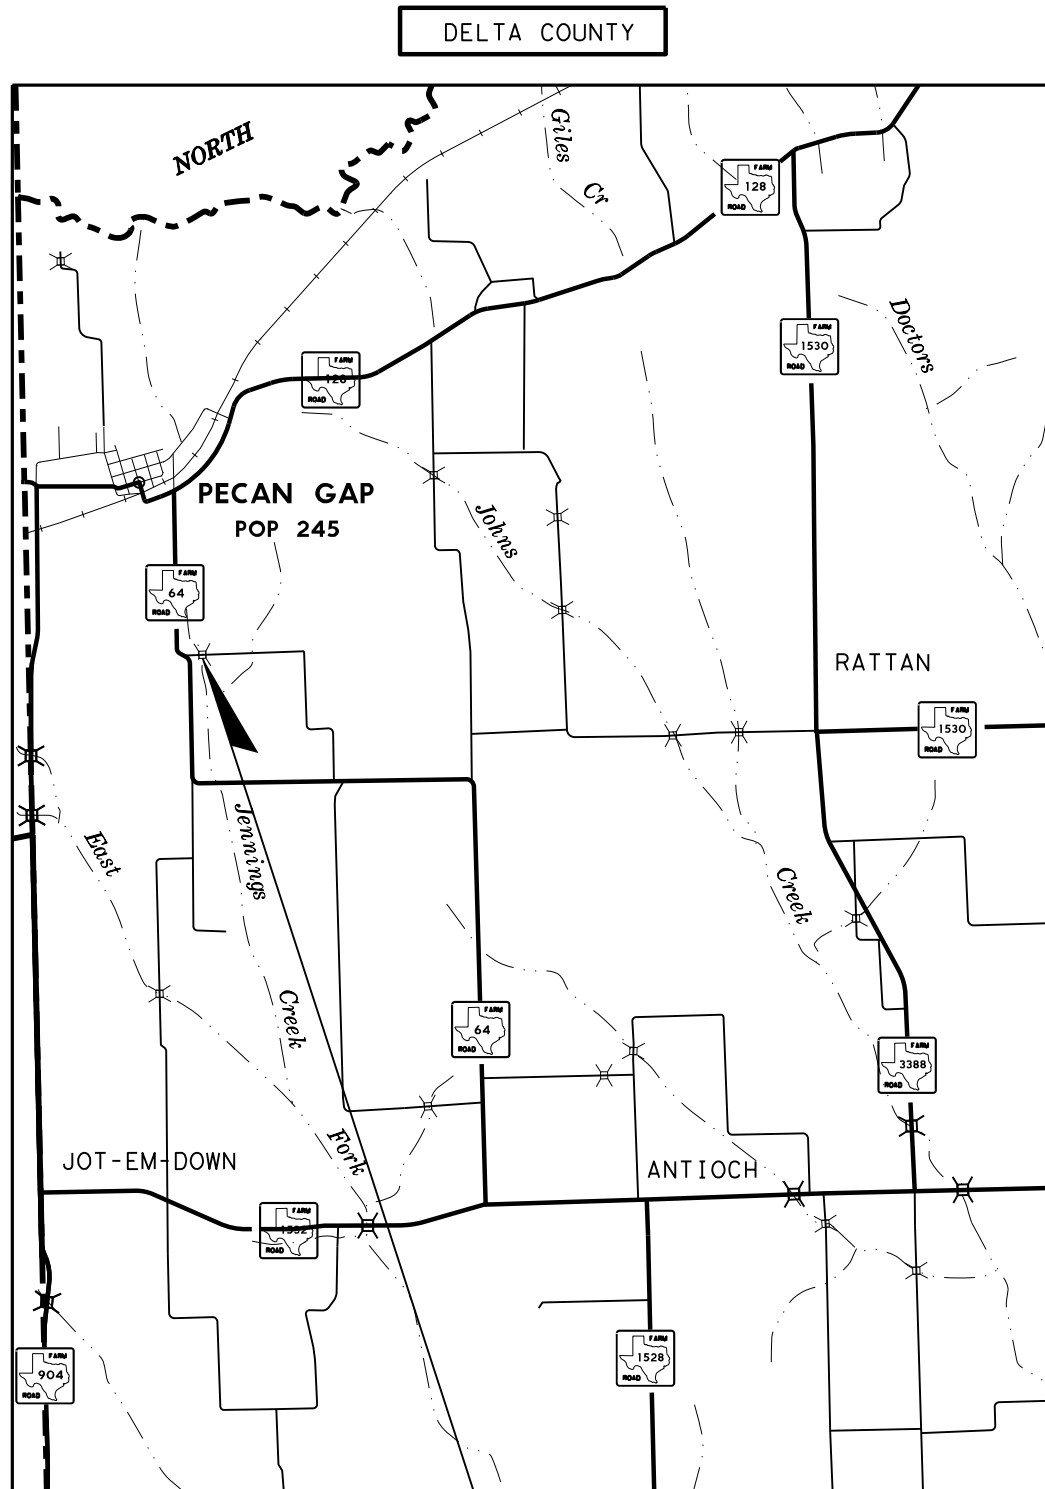 DELTA COUNTY
NORTH
Giles
Cr
FARM
128
ROAD
Doctors
FARM
1530
ROAD
FARM
128
ROAD
PECAN GAP
POP 245
Johns
FARM
64
ROAD
RATTAN
FARM
1530
ROAD
East
Jennings
Creek
Creek
FARM
64
ROAD
FARM
3388
ROAD
Fork
JOT-EM-DOWN
ANTIOCH
FARM
1532
ROAD
FARM
1528
ROAD
FARM
904
ROAD